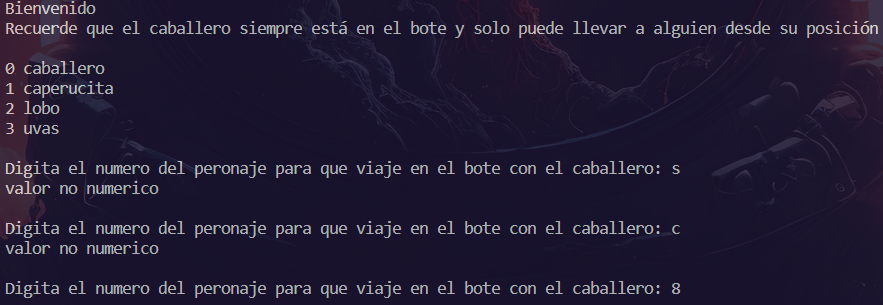 Bienvenido
Recuerde que el caballero siempre está en el bote y solo puede llevar a alguien desde su posición
0 caballero
1 caperucita
2 lobo
3 uvas
Digita el numero del peronaje para que viaje en el bote con el caballero: s
valor no numerico
Digita el numero del peronaje para que viaje en el bote con el caballero: c
valor no numerico
Digita el numero del peronaje para que viaje en el bote con el caballero: 8